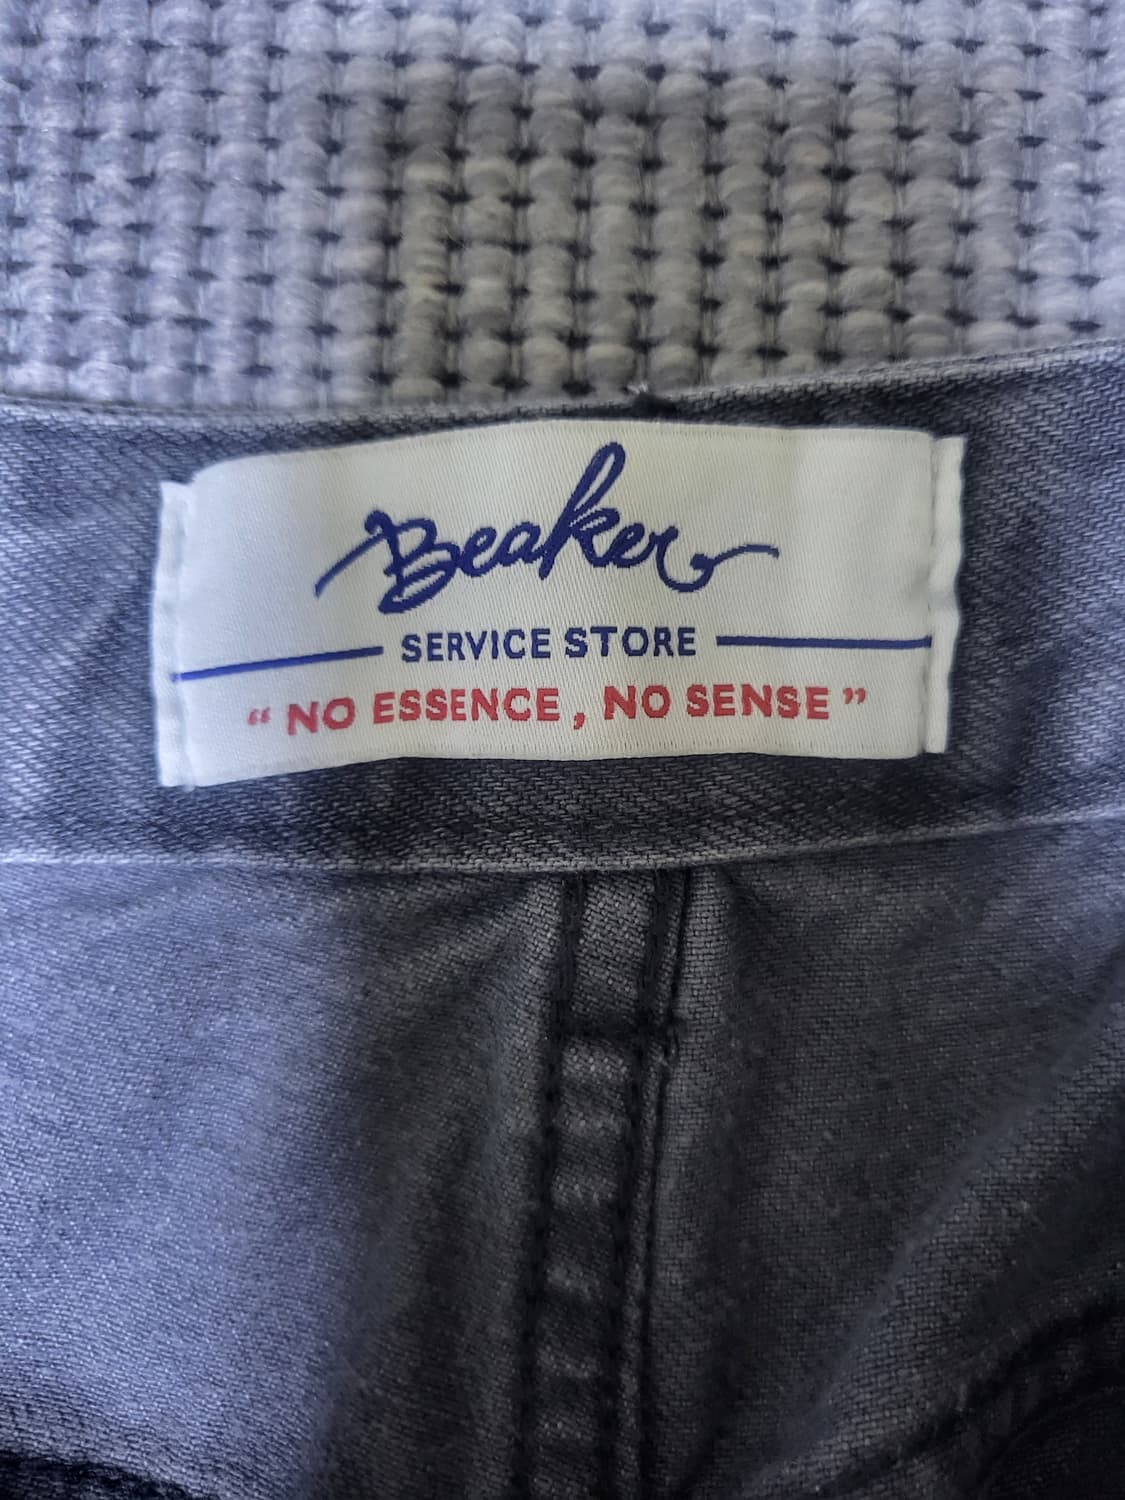 Beaker
SERVICE STORE
“ NO ESSENCE , NO SENSE ”